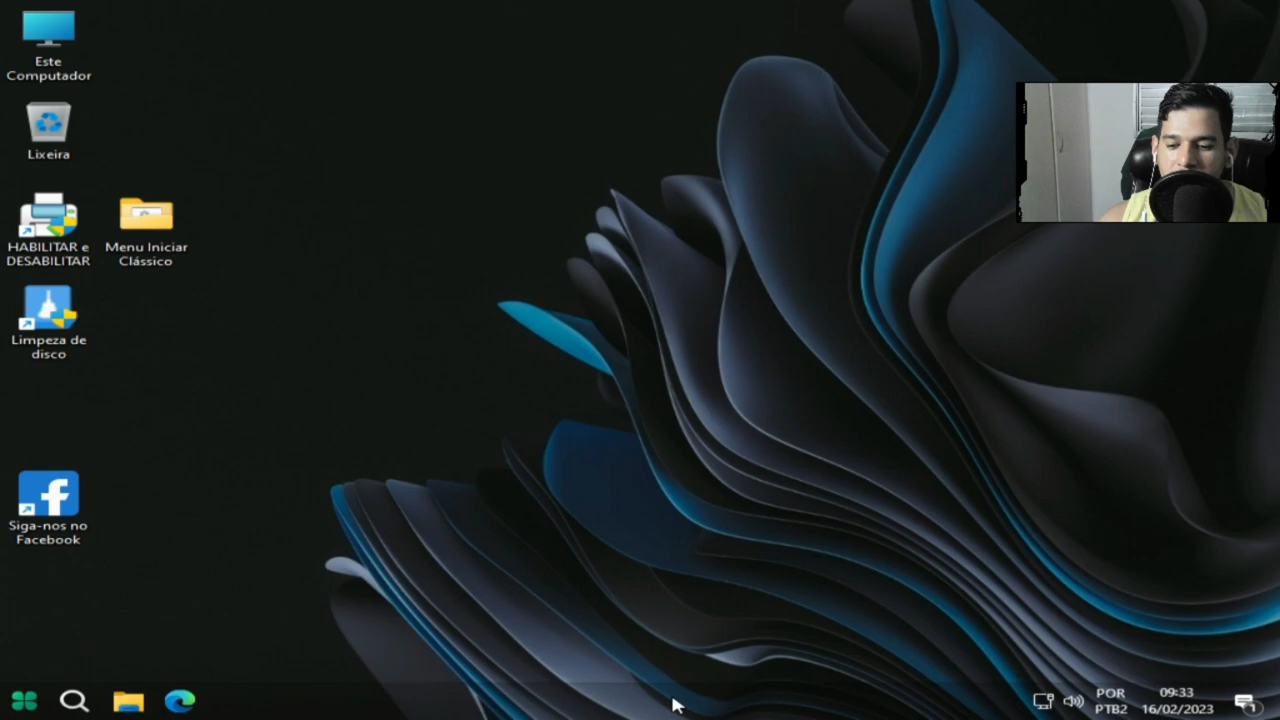 Este
Computador
Lixeira
HABILITAR e
DESABILITAR
Menu Iniciar
Clássico
Limpeza de
disco
Siga-nos no
Facebook
POR
PTB2
09:33
16/02/2023
1